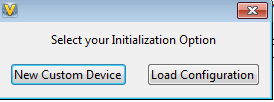 Select your Initialization Option
New Custom Device
Load Configuration